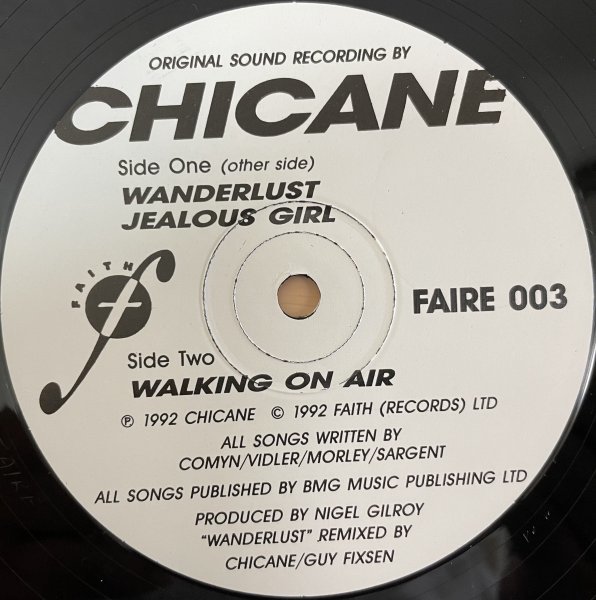 ORIGINAL SOUND RECORDING BY
CHICANE
Side One (other side)
WANDERLUST
JEALOUS GIRL
FAITH
FAIRE 003
Side Two
WALKING ON AIR
℗ 1992 CHICANE © 1992 FAITH (RECORDS) LTD
ALL SONGS WRITTEN BY
COMYN/VIDLER/MORLEY/SARGENT
ALL SONGS PUBLISHED BY BMG MUSIC PUBLISHING LTD
PRODUCED BY NIGEL GILROY
"WANDERLUST" REMIXED BY
CHICANE/GUY FIXSEN